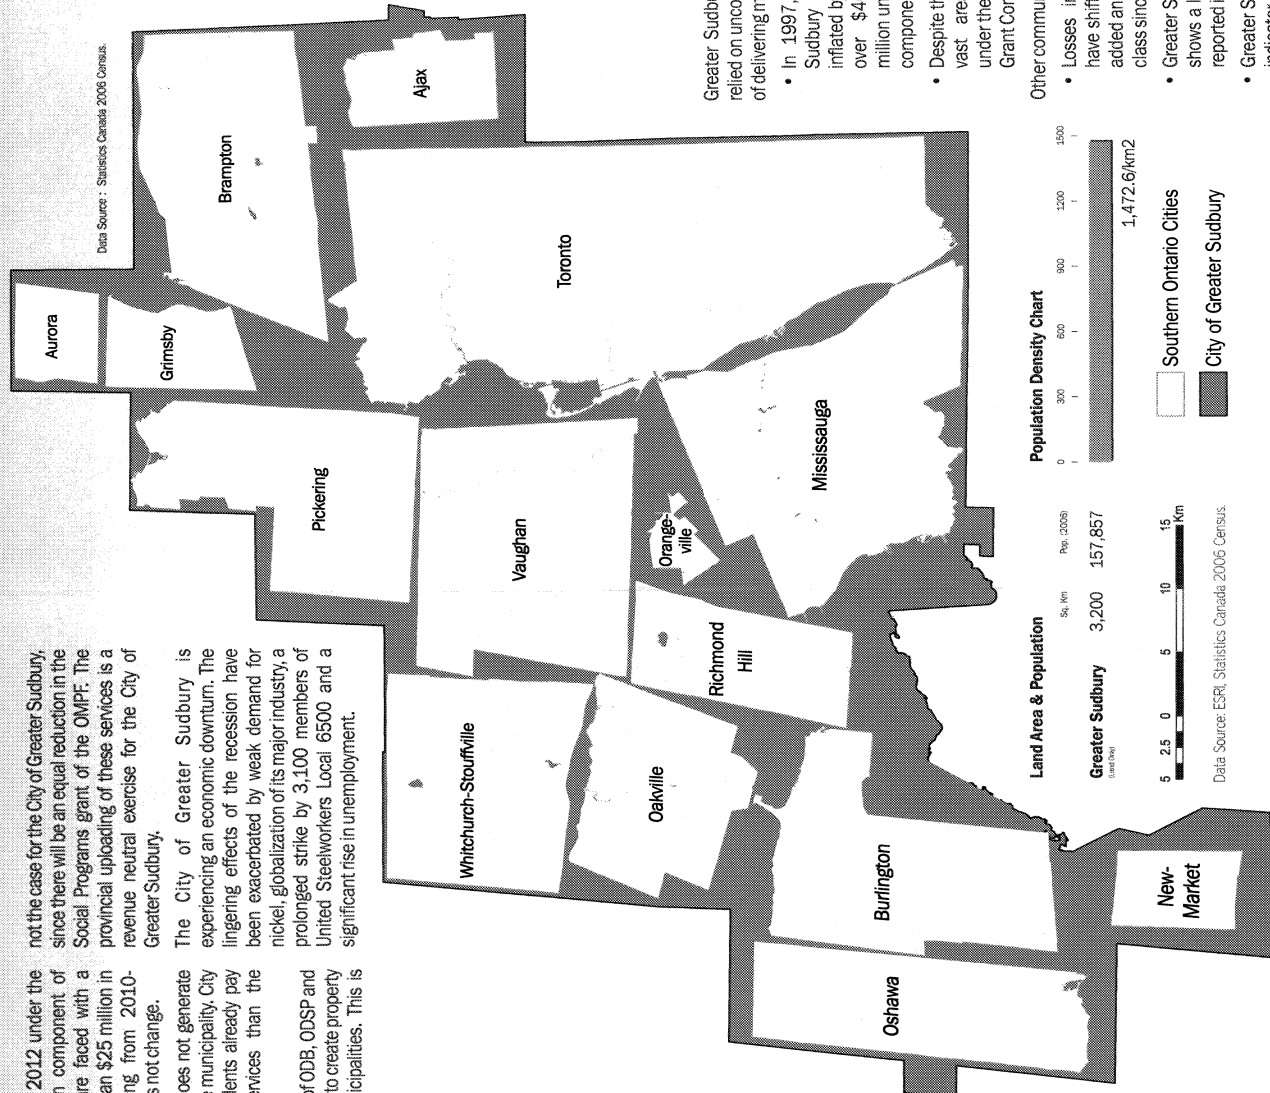 2012 under the
n component of
re faced with a
an $25 million in
ng from 2010-
s not change.
oes not generate
e municipality. City
dents already pay
ervices than the
of ODB, ODSP and
to create property
icipalities. This is
not the case for the City of Greater Sudbury,
since there will be an equal reduction in the
Social Programs grant of the OMPF. The
provincial uploading of these services is a
revenue neutral exercise for the City of
Greater Sudbury.
The City of Greater Sudbury is
experiencing an economic downturn. The
lingering effects of the recession have
been exacerbated by weak demand for
nickel, globalization of its major industry, a
prolonged strike by 3,100 members of
United Steelworkers Local 6500 and a
significant rise in unemployment.
Data Source : Statistics Canada 2006 Census.
Aurora
Grimsby
Brampton
Ajax
Pickering
Toronto
Vaughan
Whitchurch-Stouffville
Orange-
ville
Mississauga
Richmond
Hill
Oakville
Burlington
Oshawa
New-
Market
Land Area & Population
Sq. Km Pop. (2006)
Greater Sudbury 3,200 157,857
(Land Only)
5 2.5 0 5 10 15
Km
Data Source: ESRI, Statistics Canada 2006 Census.
Population Density Chart
0 300 600 900 1200 1500
1,472.6/km2
Southern Ontario Cities
City of Greater Sudbury
Greater Sudbu
relied on unco
of delivering m
• In 1997,
Sudbury
inflated by
over $4
million un
compone
• Despite th
vast are
under the
Grant Cor
Other commu
• Losses i
have shift
added an
class sinc
• Greater S
shows a l
reported i
• Greater S